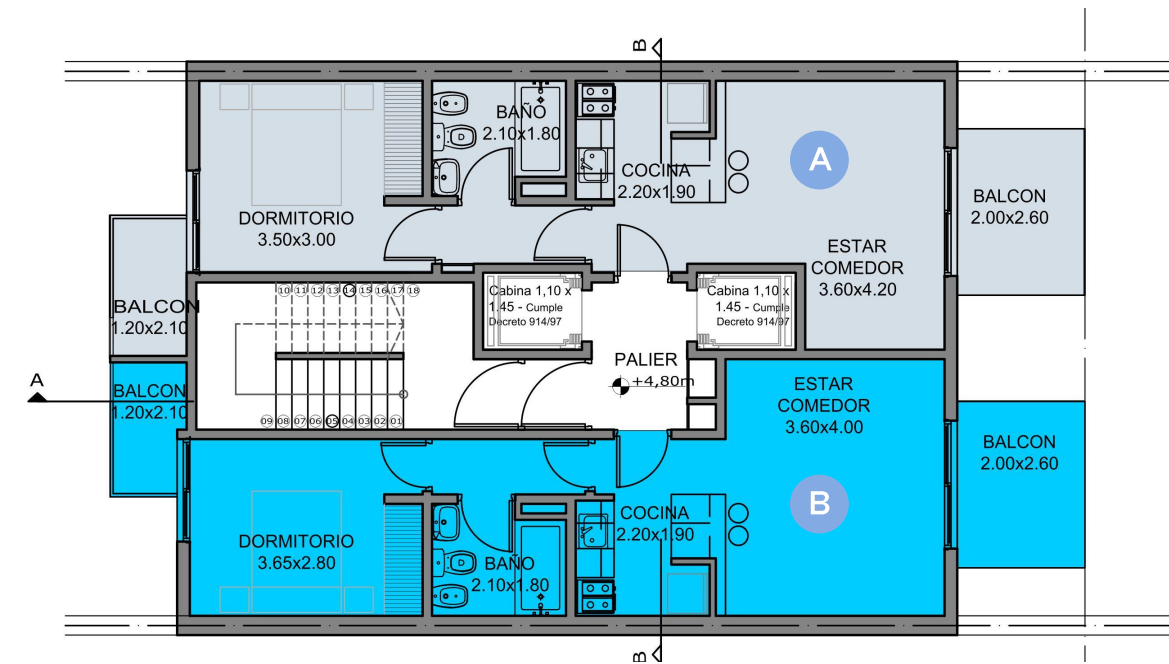 B
BAÑO
2.10x1.80
A
COCINA
2.20x1.90
BALCON
2.00x2.60
DORMITORIO
3.50x3.00
ESTAR
COMEDOR
3.60x4.20
BALCON
1.20x2.10
10 11 12 13 14 15 16 17 18
Cabina 1,10 x
1.45 - Cumple
Decreto 914/97
Cabina 1,10 x
1.45 - Cumple
Decreto 914/97
PALIER
+4,80m
A
BALCON
1.20x2.10
09 08 07 06 05 04 03 02 01
ESTAR
COMEDOR
3.60x4.00
BALCON
2.00x2.60
B
COCINA
2.20x1.90
DORMITORIO
3.65x2.80
BAÑO
2.10x1.80
B